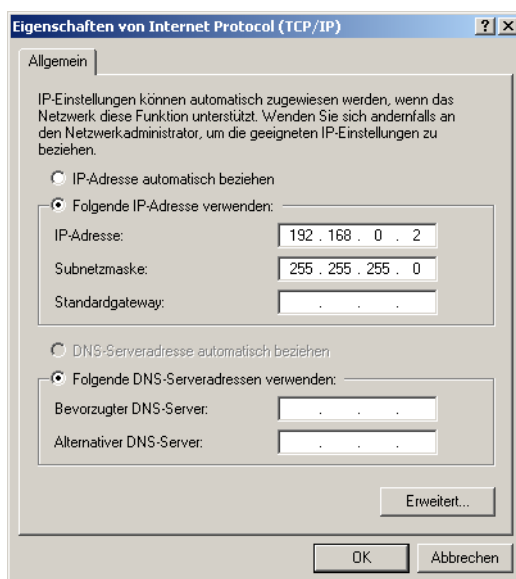 Eigenschaften von Internet Protocol (TCP/IP)
Allgemein
IP-Einstellungen können automatisch zugewiesen werden, wenn das
Netzwerk diese Funktion unterstützt. Wenden Sie sich andernfalls an
den Netzwerkadministrator, um die geeigneten IP-Einstellungen zu
beziehen.
IP-Adresse automatisch beziehen
Folgende IP-Adresse verwenden:
IP-Adresse: 192 . 168 . 0 . 2
Subnetzmaske: 255 . 255 . 255 . 0
Standardgateway: . . .
DNS-Serveradresse automatisch beziehen
Folgende DNS-Serveradressen verwenden:
Bevorzugter DNS-Server: . . .
Alternativer DNS-Server: . . .
Erweitert...
OK Abbrechen